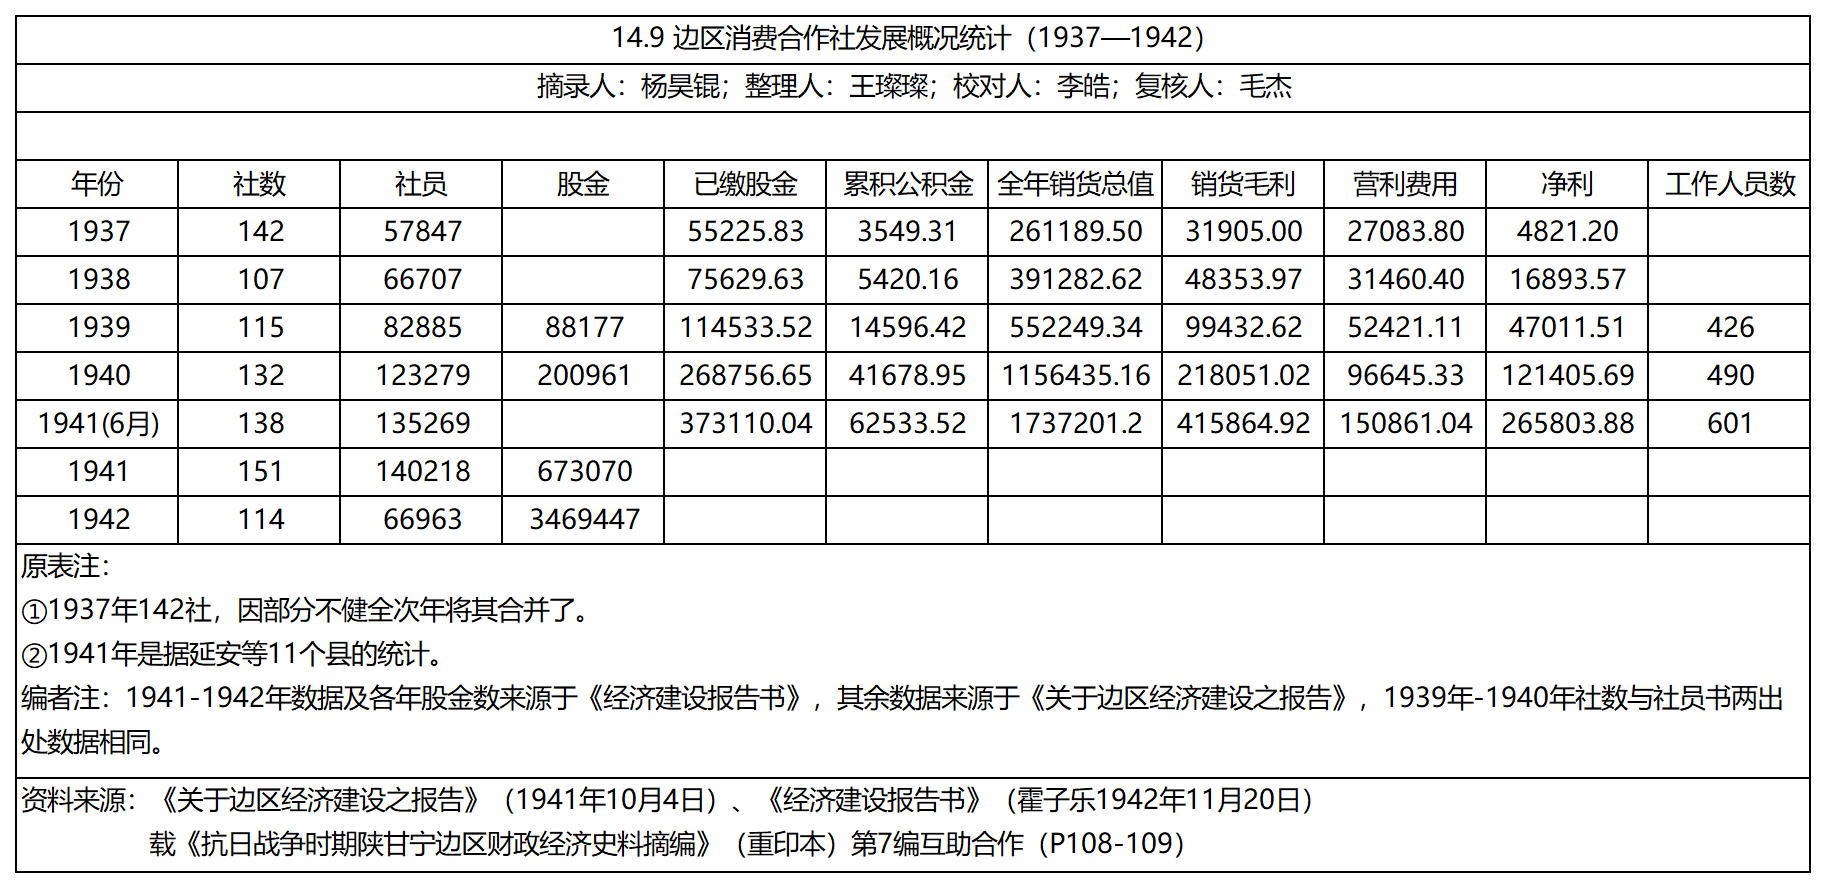 14.9 边区消费合作社发展概况统计（1937—1942）
摘录人：杨昊锟；整理人：王璨璨；校对人：李皓；复核人：毛杰
年份 社数 社员 股金 已缴股金 累积公积金 全年销货总值 销货毛利 营利费用 净利 工作人员数
1937 142 57847 55225.83 3549.31 261189.50 31905.00 27083.80 4821.20
1938 107 66707 75629.63 5420.16 391282.62 48353.97 31460.40 16893.57
1939 115 82885 88177 114533.52 14596.42 552249.34 99432.62 52421.11 47011.51 426
1940 132 123279 200961 268756.65 41678.95 1156435.16 218051.02 96645.33 121405.69 490
1941(6月) 138 135269 373110.04 62533.52 1737201.2 415864.92 150861.04 265803.88 601
1941 151 140218 673070
1942 114 66963 3469447
原表注：
①1937年142社，因部分不健全次年将其合并了。
②1941年是据延安等11个县的统计。
编者注：1941-1942年数据及各年股金数来源于《经济建设报告书》，其余数据来源于《关于边区经济建设之报告》，1939年-1940年社数与社员书两出
处数据相同。
资料来源：《关于边区经济建设之报告》（1941年10月4日）、《经济建设报告书》（霍子乐1942年11月20日）
载《抗日战争时期陕甘宁边区财政经济史料摘编》（重印本）第7编互助合作（P108-109）